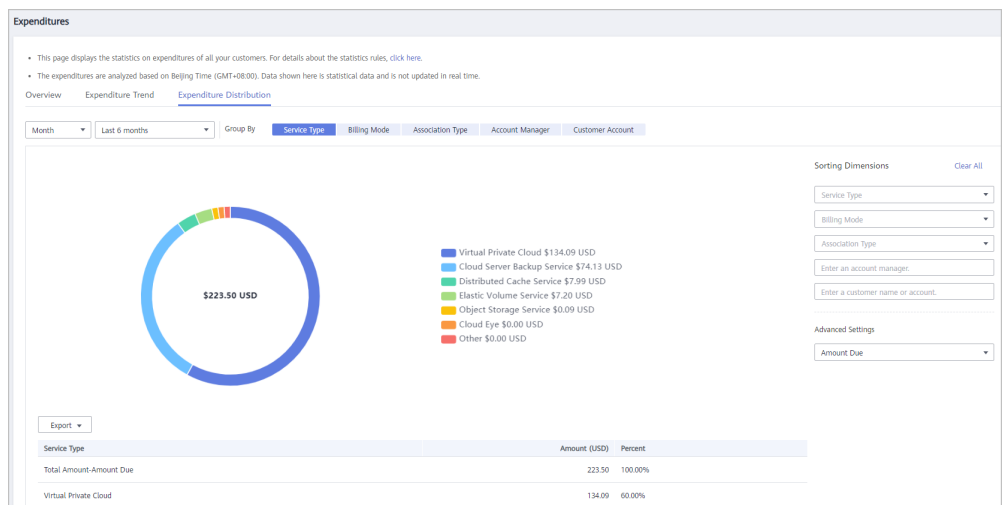 Expenditures
• This page displays the statistics on expenditures of all your customers. For details about the statistics rules, click here.
• The expenditures are analyzed based on Beijing Time (GMT+08:00). Data shown here is statistical data and is not updated in real time.
Overview Expenditure Trend Expenditure Distribution
Month Last 6 months Group By Service Type Billing Mode Association Type Account Manager Customer Account
$223.50 USD
Virtual Private Cloud $134.09 USD
Cloud Server Backup Service $74.13 USD
Distributed Cache Service $7.99 USD
Elastic Volume Service $7.20 USD
Object Storage Service $0.09 USD
Cloud Eye $0.00 USD
Other $0.00 USD
Sorting Dimensions Clear All
Service Type
Billing Mode
Association Type
Enter an account manager.
Enter a customer name or account.
Advanced Settings
Amount Due
Export
Service Type Amount (USD) Percent
Total Amount-Amount Due 223.50 100.00%
Virtual Private Cloud 134.09 60.00%